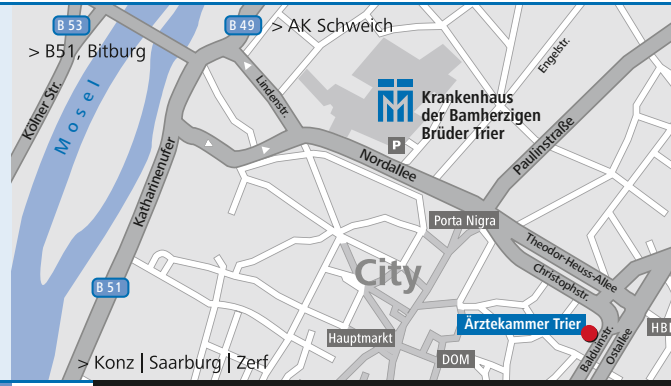 B 53
B 49
> AK Schweich
> B51, Bitburg
Engelstr.
Lindenstr.
Kölner Str.
Mosel
Krankenhaus
der Bamherzigen
Brüder Trier
P
Paulinstraße
Nordallee
Katharinenufer
Porta Nigra
Theodor-Heuss-Allee
Christophstr.
City
B 51
Ärztekammer Trier
HBF
Hauptmarkt
Balduinstr.
Ostallee
DOM
> Konz | Saarburg | Zerf